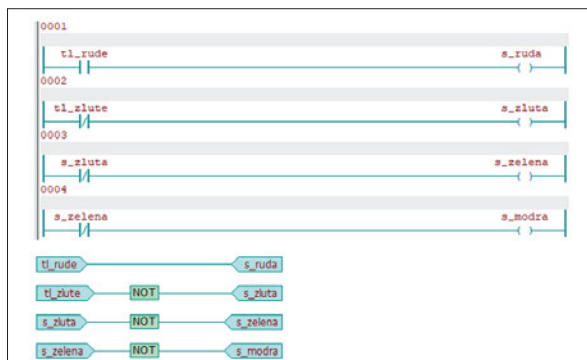 0001
tl_rude s_ruda
0002
tl_zlute s_zluta
0003
s_zluta s_zelena
0004
s_zelena s_modra
tl_rude s_ruda
tl_zlute NOT s_zluta
s_zluta NOT s_zelena
s_zelena NOT s_modra